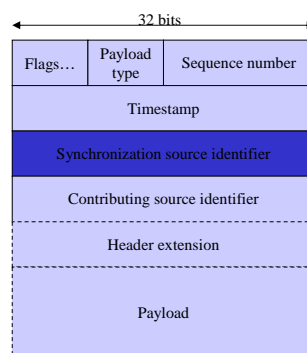 32 bits
Flags… Payload type Sequence number
Timestamp
Synchronization source identifier
Contributing source identifier
Header extension
Payload